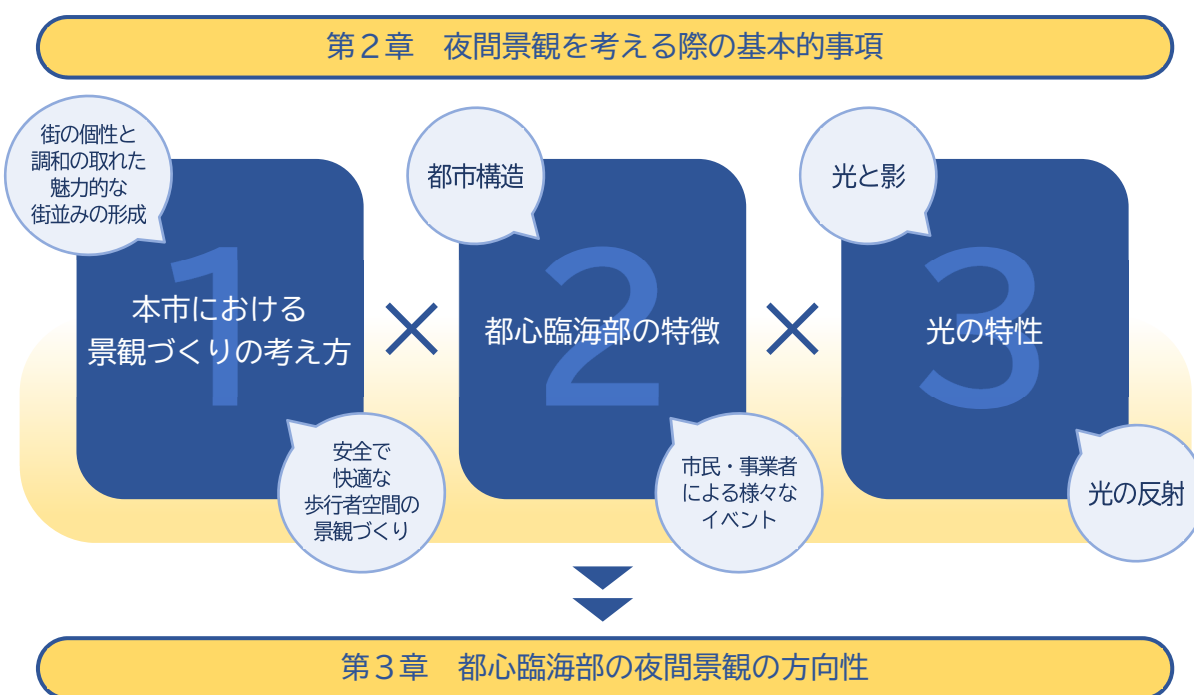 第２章　夜間景観を考える際の基本的事項
街の個性と
調和の取れた
魅力的な
街並みの形成
1
本市における
景観づくりの考え方
安全で
快適な
歩行者空間の
景観づくり
×
都市構造
2
都心臨海部の特徴
市民・事業者
による様々な
イベント
×
光と影
3
光の特性
光の反射
第３章　都心臨海部の夜間景観の方向性